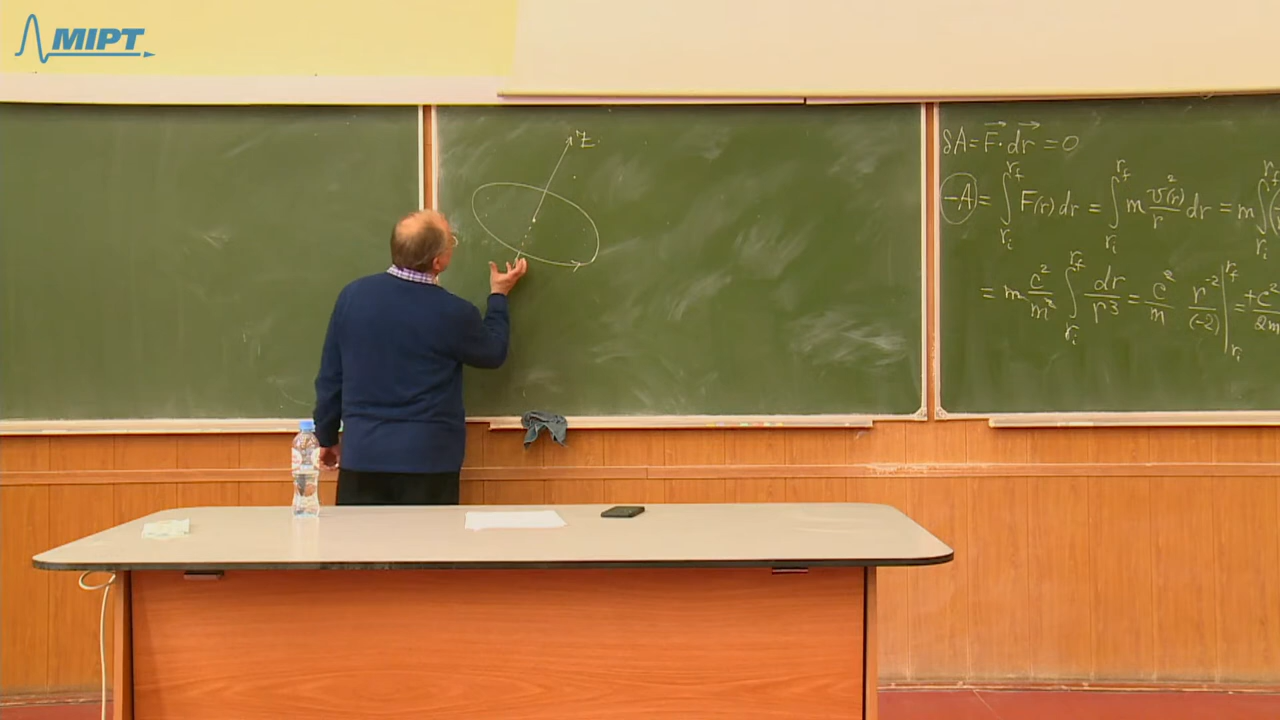 MIPT
Z
δA = F⃗ · dr⃗ = 0
-A = ∫_{r_i}^{r_f} F(r) dr = ∫_{r_i}^{r_f} m v²(r)/r dr = m ∫_{r_i}^{r_f} (
= m c²/m² ∫_{r_i}^{r_f} dr/r³ = c²/m r⁻²/(-2) |_{r_i}^{r_f} = +c²/2m